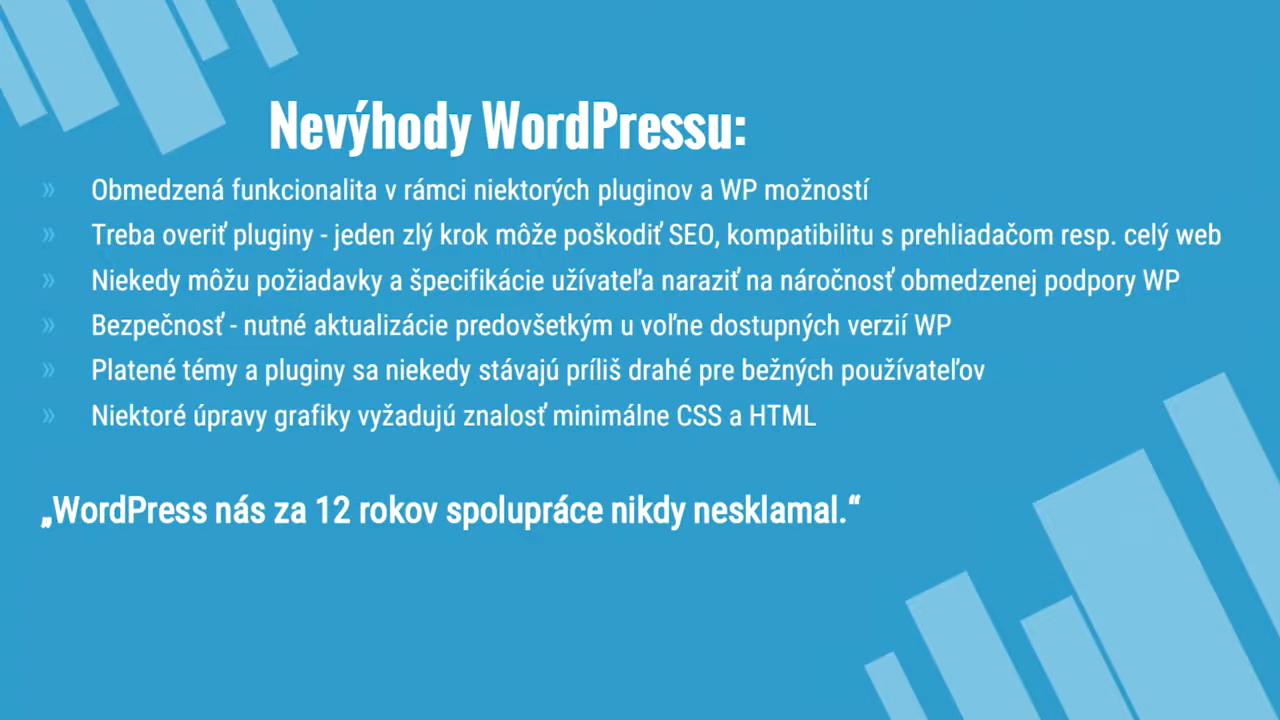 Nevýhody WordPressu:
» Obmedzená funkcionalita v rámci niektorých pluginov a WP možností
» Treba overiť pluginy - jeden zlý krok môže poškodiť SEO, kompatibilitu s prehliadačom resp. celý web
» Niekedy môžu požiadavky a špecifikácie užívateľa naraziť na náročnosť obmedzenej podpory WP
» Bezpečnosť - nutné aktualizácie predovšetkým u voľne dostupných verzií WP
» Platené témy a pluginy sa niekedy stávajú príliš drahé pre bežných používateľov
» Niektoré úpravy grafiky vyžadujú znalosť minimálne CSS a HTML
„WordPress nás za 12 rokov spolupráce nikdy nesklamal.“